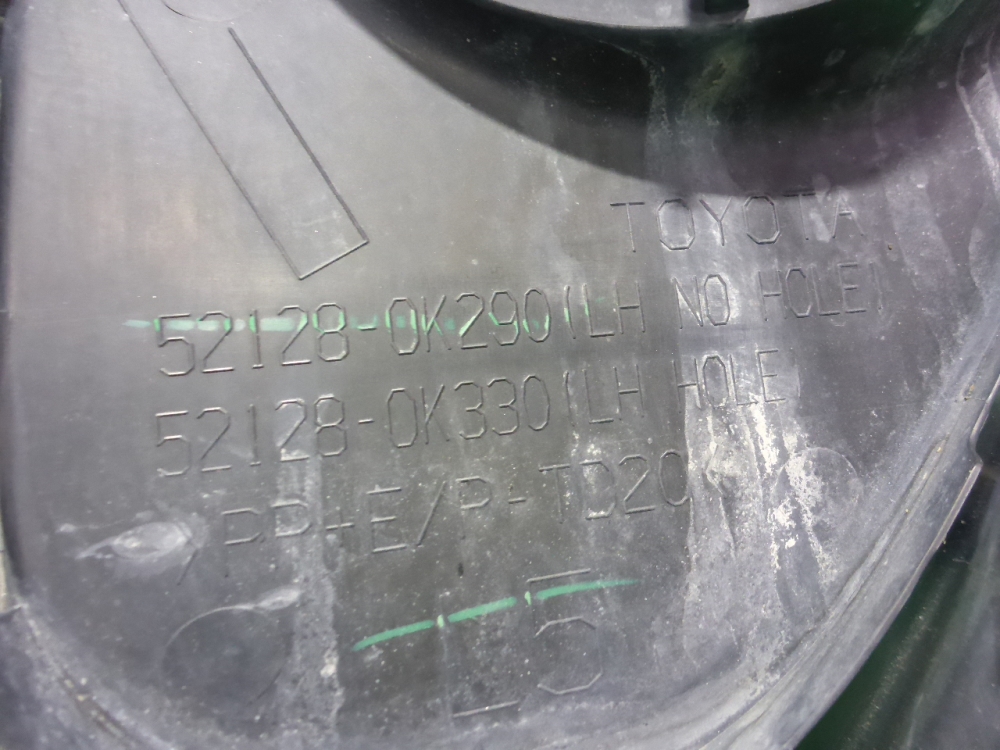 TOYOTA
52128-0K290(LH NO HOLE)
52128-0K330(LH HOLE)
>PP+E/P-TD20